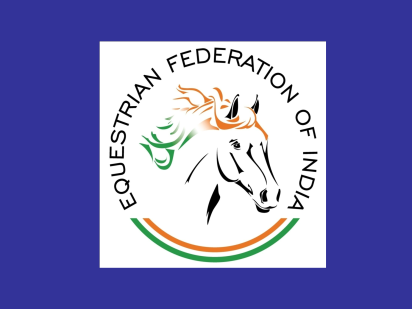 EQUESTRIAN FEDERATION OF INDIA